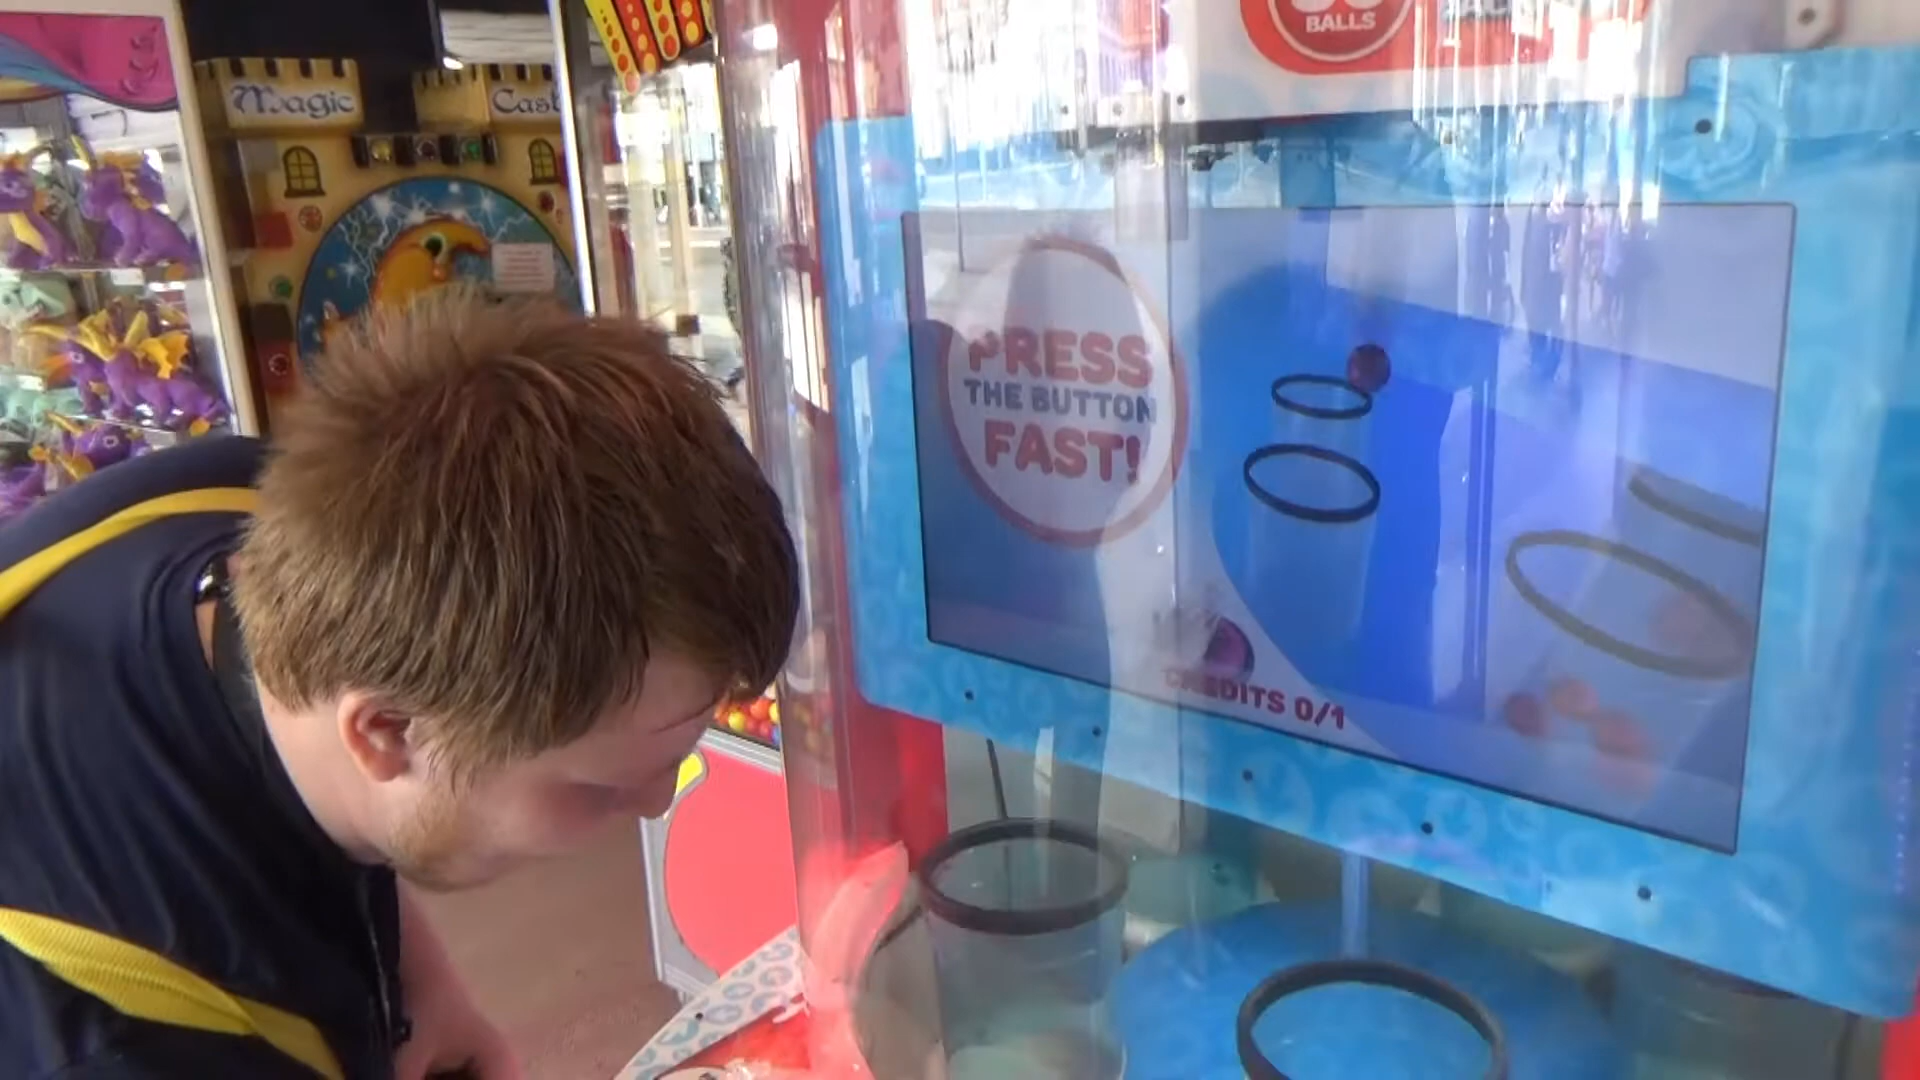 Magic
Cast
BALLS
PRESS
THE BUTTON
FAST!
CREDITS 0/1